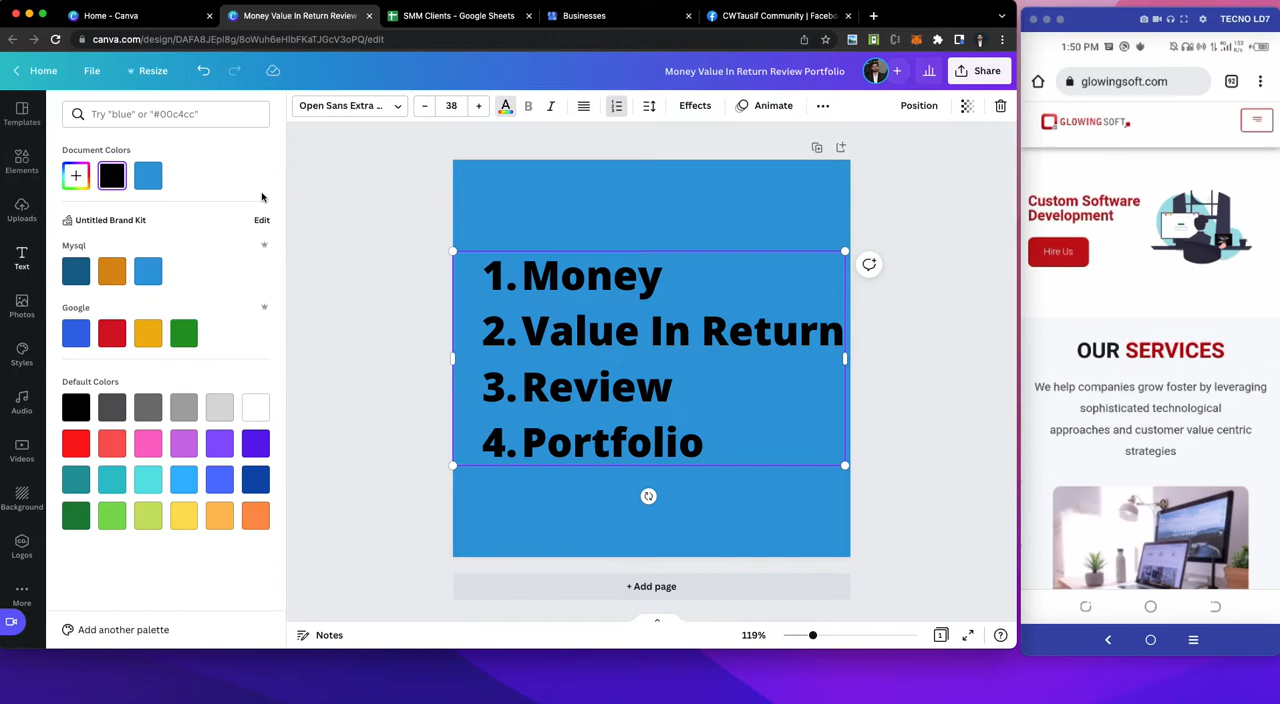 Home - Canva
Money Value In Return Review
SMM Clients - Google Sheets
Businesses
CWTausif Community | Facebo
canva.com/design/DAFA8JEpI8g/8oWuh6eHlbFKaTJGcV3oPQ/edit
Home
File
Resize
Money Value In Return Review Portfolio
Share
Templates
Elements
Uploads
Text
Photos
Styles
Audio
Videos
Background
Logos
More
Try "blue" or "#00c4cc"
Document Colors
Untitled Brand Kit
Edit
Mysql
Google
Default Colors
Add another palette
Open Sans Extra ...
38
A
B
I
Effects
Animate
Position
1. Money
2. Value In Return
3. Review
4. Portfolio
+ Add page
Notes
119%
1
TECNO LD7
1:50 PM
glowingsoft.com
92
GLOWINGSOFT
Custom Software
Development
Hire Us
OUR SERVICES
We help companies grow foster by leveraging
sophisticated technological
approaches and customer value centric
strategies